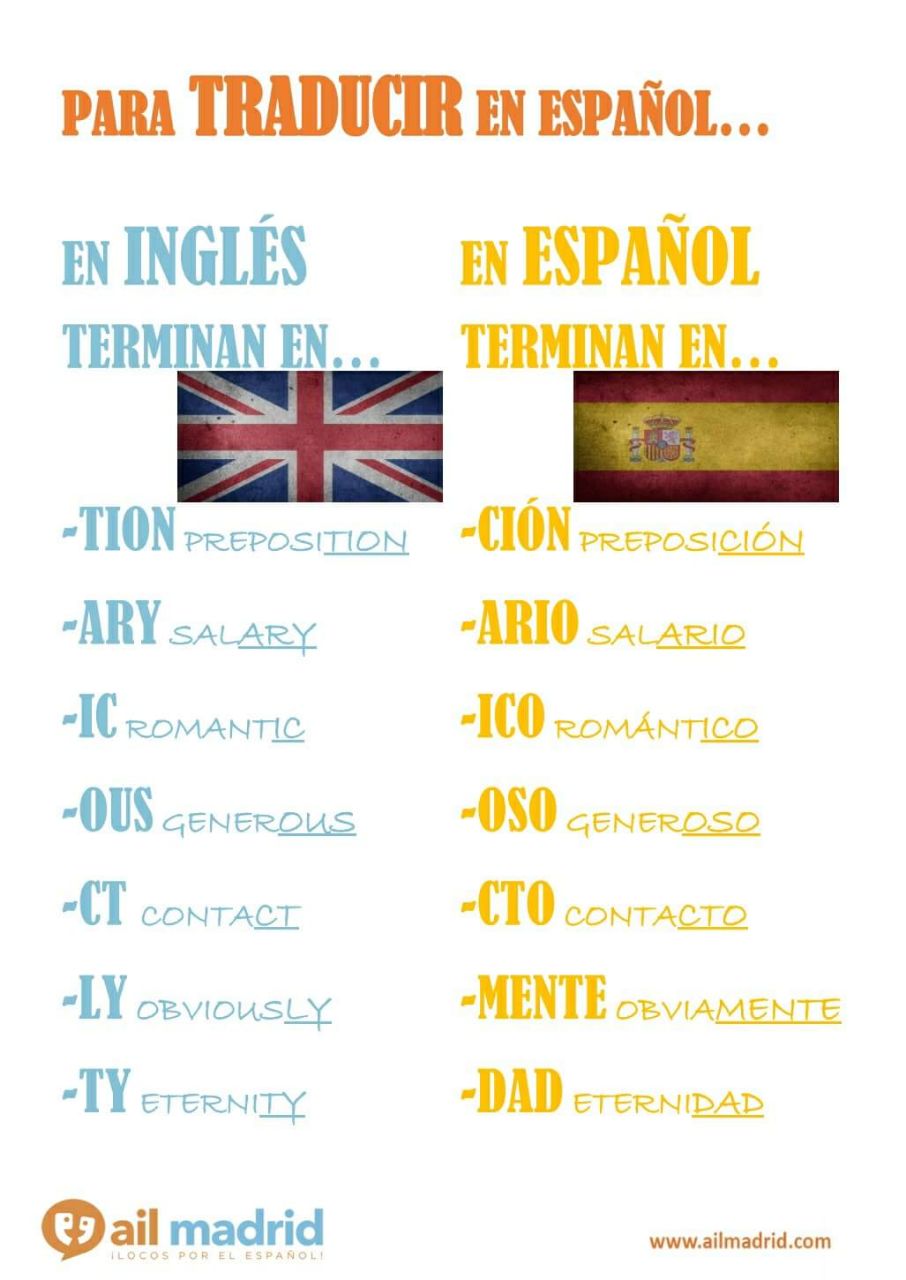 PARA TRADUCIR EN ESPAÑOL...
EN INGLÉS
TERMINAN EN...
EN ESPAÑOL
TERMINAN EN...
-TION PREPOSITION
-CIÓN PREPOSICIÓN
-ARY SALARY
-ARIO SALARIO
-IC ROMANTIC
-ICO ROMÁNTICO
-OUS GENEROUS
-OSO GENEROSO
-CT CONTACT
-CTO CONTACTO
-LY OBVIOUSLY
-MENTE OBVIAMENTE
-TY ETERNITY
-DAD ETERNIDAD
ail madrid
¡LOCOS POR EL ESPAÑOL!
www.ailmadrid.com